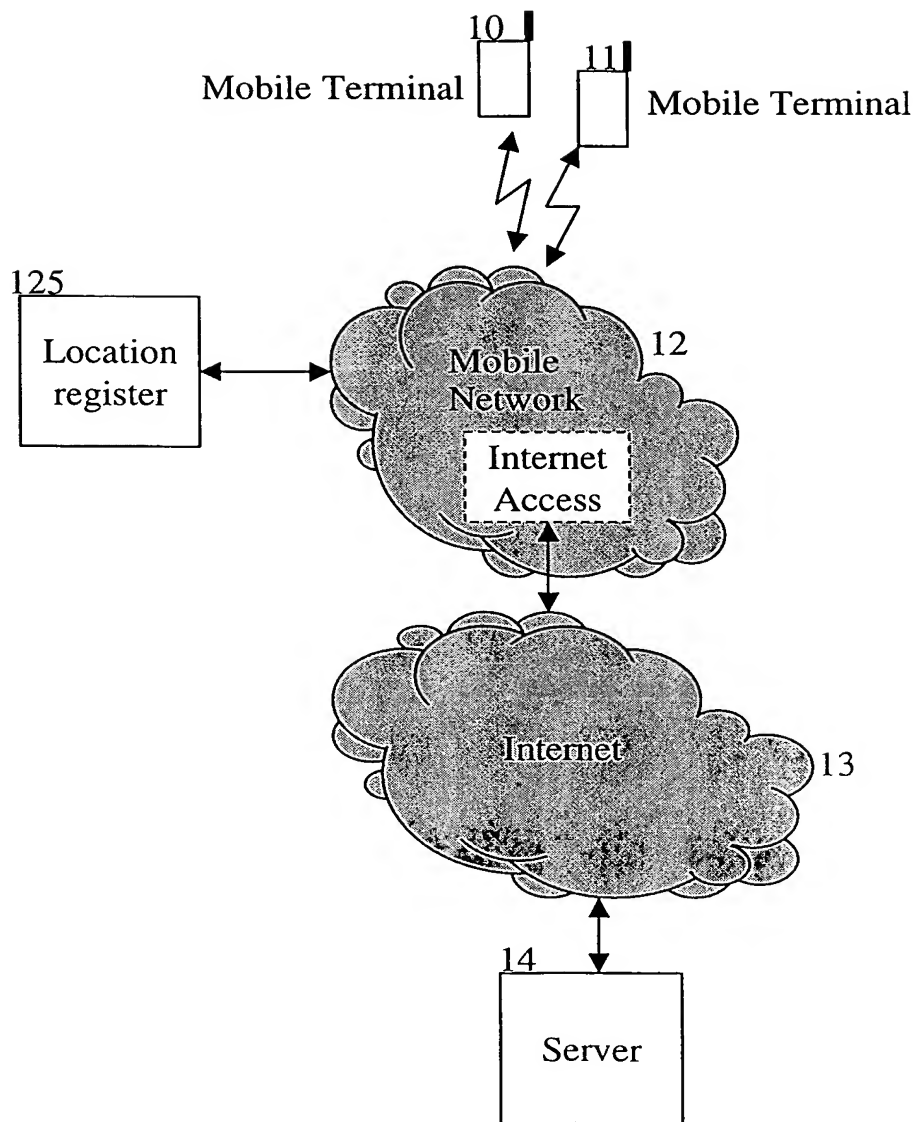 10
11
Mobile Terminal
Mobile Terminal
125
Location
register
12
Mobile
Network
Internet
Access
Internet
13
14
Server